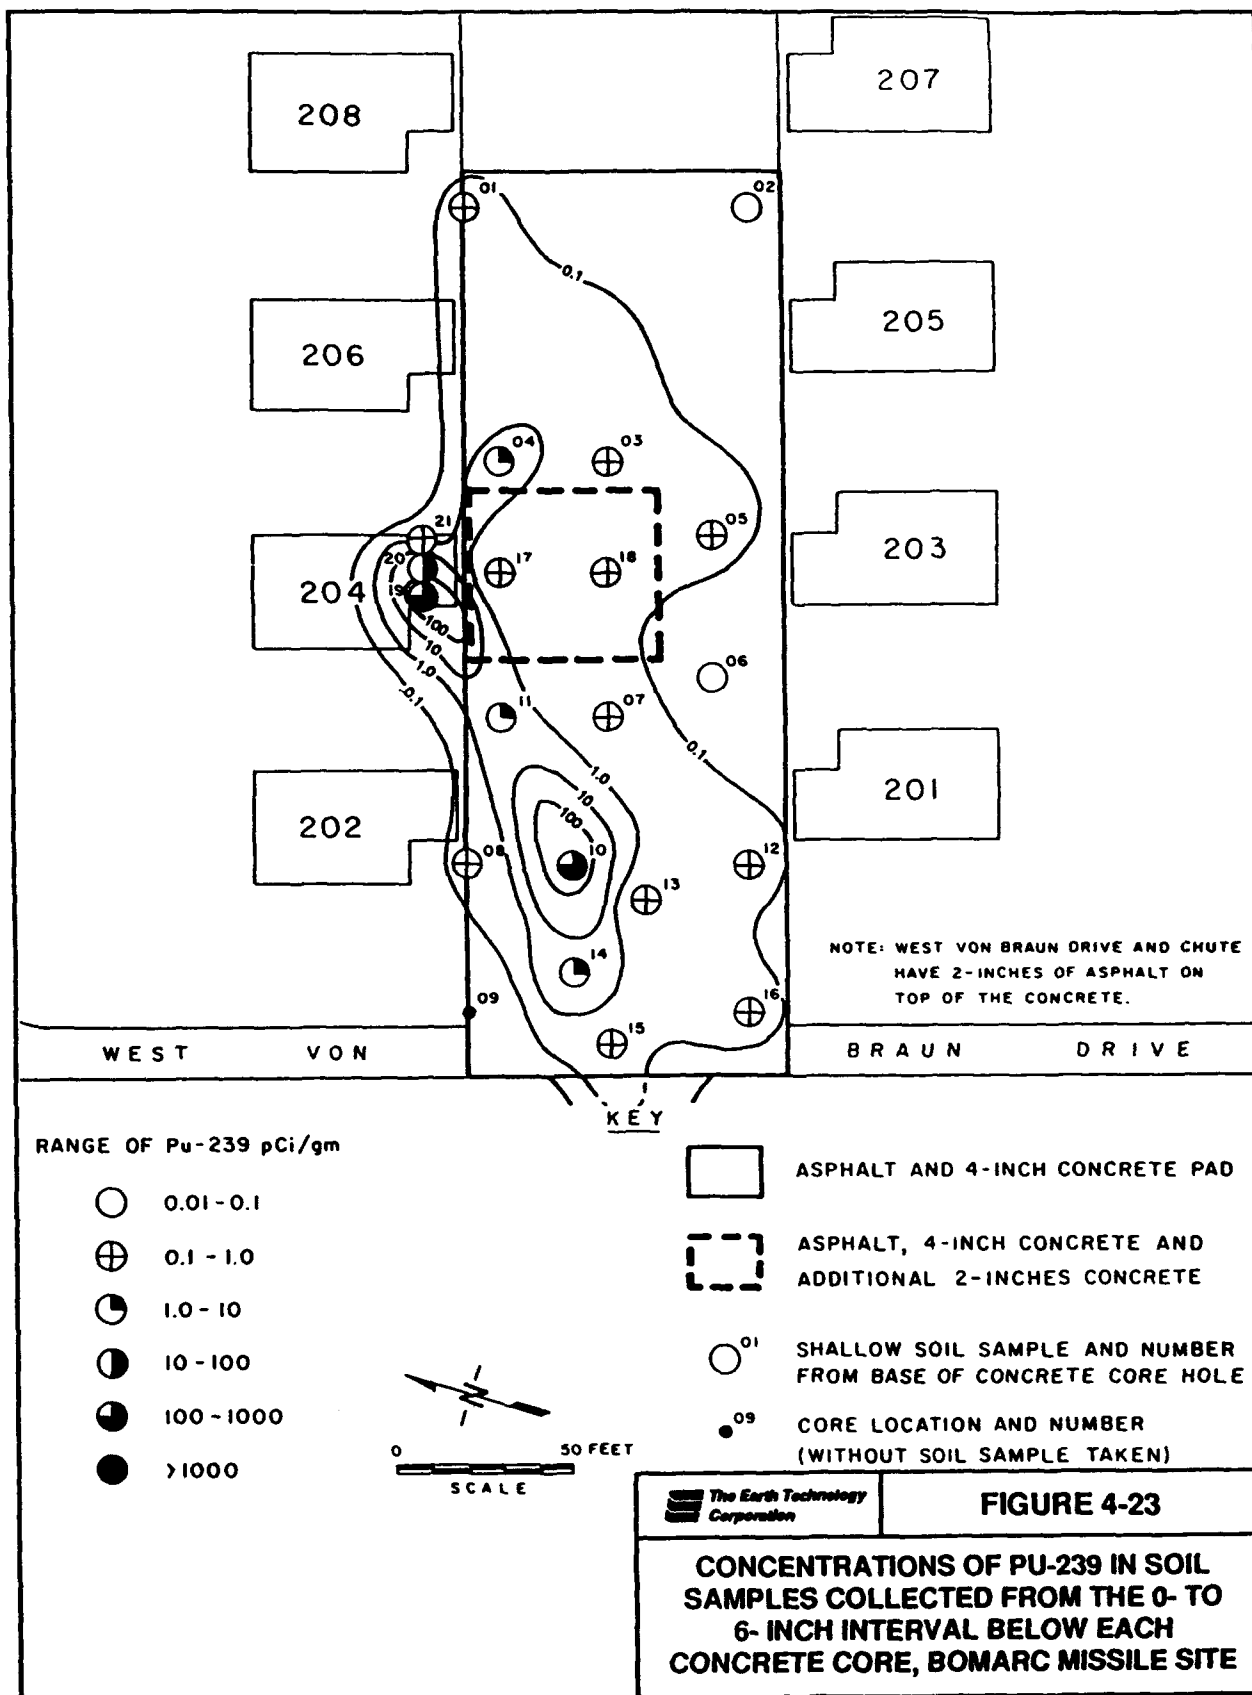 208
207
01
02
0.1
206
205
04
03
21
05
20
17
18
204
203
19
100
10
1.0
0.1
06
11
07
0.1
1.0
10
100
202
201
08
10
12
13
14
NOTE: WEST VON BRAUN DRIVE AND CHUTE
HAVE 2-INCHES OF ASPHALT ON
TOP OF THE CONCRETE.
09
16
15
WEST VON BRAUN DRIVE
KEY
RANGE OF Pu-239 pCi/gm
0.01-0.1
0.1 - 1.0
1.0 - 10
10 - 100
100 - 1000
>1000
N
0 50 FEET
SCALE
ASPHALT AND 4-INCH CONCRETE PAD
ASPHALT, 4-INCH CONCRETE AND
ADDITIONAL 2-INCHES CONCRETE
01
SHALLOW SOIL SAMPLE AND NUMBER
FROM BASE OF CONCRETE CORE HOLE
09
CORE LOCATION AND NUMBER
(WITHOUT SOIL SAMPLE TAKEN)
The Earth Technology
Corporation
FIGURE 4-23
CONCENTRATIONS OF PU-239 IN SOIL
SAMPLES COLLECTED FROM THE 0- TO
6- INCH INTERVAL BELOW EACH
CONCRETE CORE, BOMARC MISSILE SITE